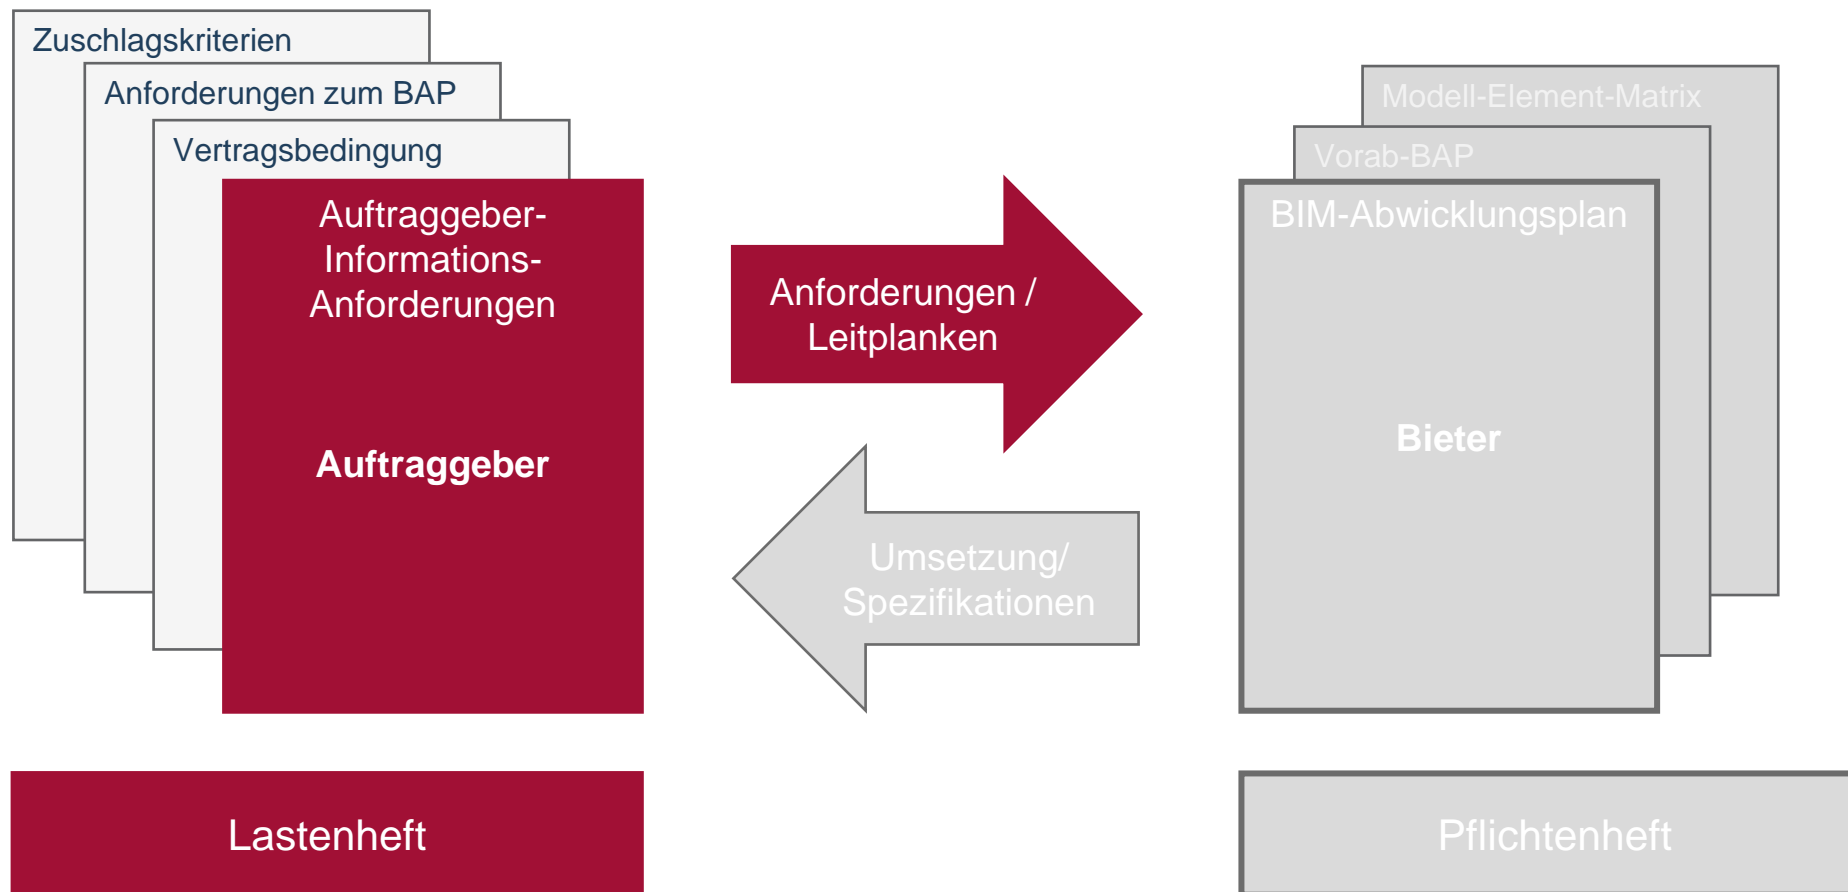 Zuschlagskriterien
Anforderungen zum BAP
Vertragsbedingung
Auftraggeber-
Informations-
Anforderungen
Auftraggeber
Anforderungen /
Leitplanken
Umsetzung/
Spezifikationen
Modell-Element-Matrix
Vorab-BAP
BIM-Abwicklungsplan
Bieter
Lastenheft
Pflichtenheft